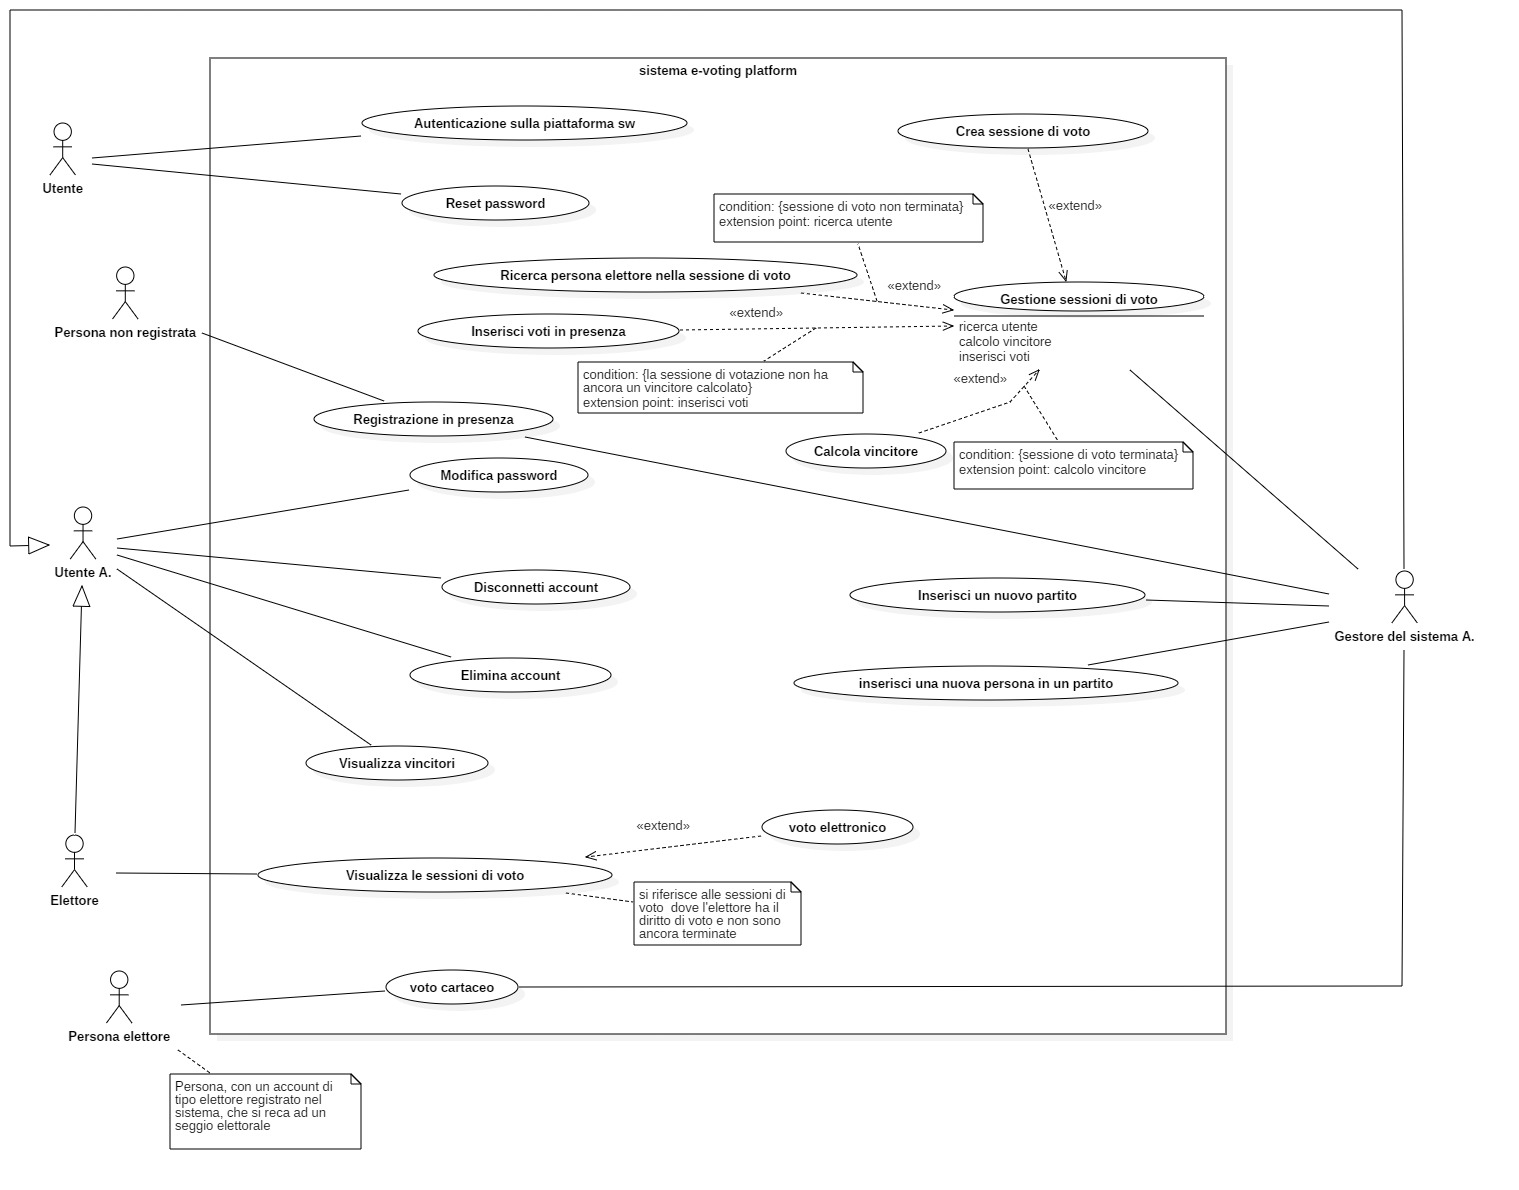 sistema e-voting platform
Autenticazione sulla piattaforma sw
Crea sessione di voto
Utente
Reset password
condition: {sessione di voto non terminata}
extension point: ricerca utente
«extend»
Ricerca persona elettore nella sessione di voto
«extend»
Gestione sessioni di voto
ricerca utente
calcolo vincitore
inserisci voti
«extend»
Inserisci voti in presenza
Persona non registrata
condition: {la sessione di votazione non ha
ancora un vincitore calcolato}
extension point: inserisci voti
«extend»
Registrazione in presenza
Calcola vincitore
condition: {sessione di voto terminata}
extension point: calcolo vincitore
Modifica password
Utente A.
Disconnetti account
Inserisci un nuovo partito
Gestore del sistema A.
Elimina account
inserisci una nuova persona in un partito
Visualizza vincitori
«extend»
voto elettronico
Visualizza le sessioni di voto
Elettore
si riferisce alle sessioni di
voto  dove l'elettore ha il
diritto di voto e non sono
ancora terminate
voto cartaceo
Persona elettore
Persona, con un account di
tipo elettore registrato nel
sistema, che si reca ad un
seggio elettorale